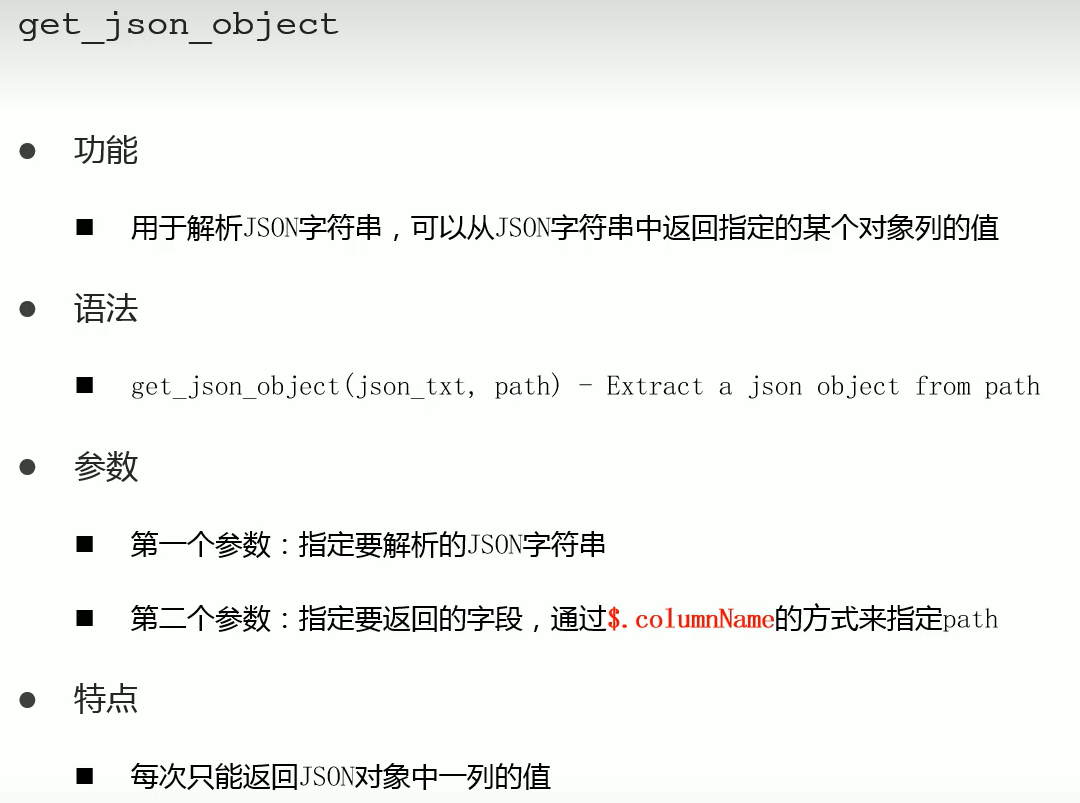 get_json_object
● 功能
■ 用于解析JSON字符串，可以从JSON字符串中返回指定的某个对象列的值
● 语法
■ get_json_object(json_txt, path) - Extract a json object from path
● 参数
■ 第一个参数：指定要解析的JSON字符串
■ 第二个参数：指定要返回的字段，通过$.columnName的方式来指定path
● 特点
■ 每次只能返回JSON对象中一列的值